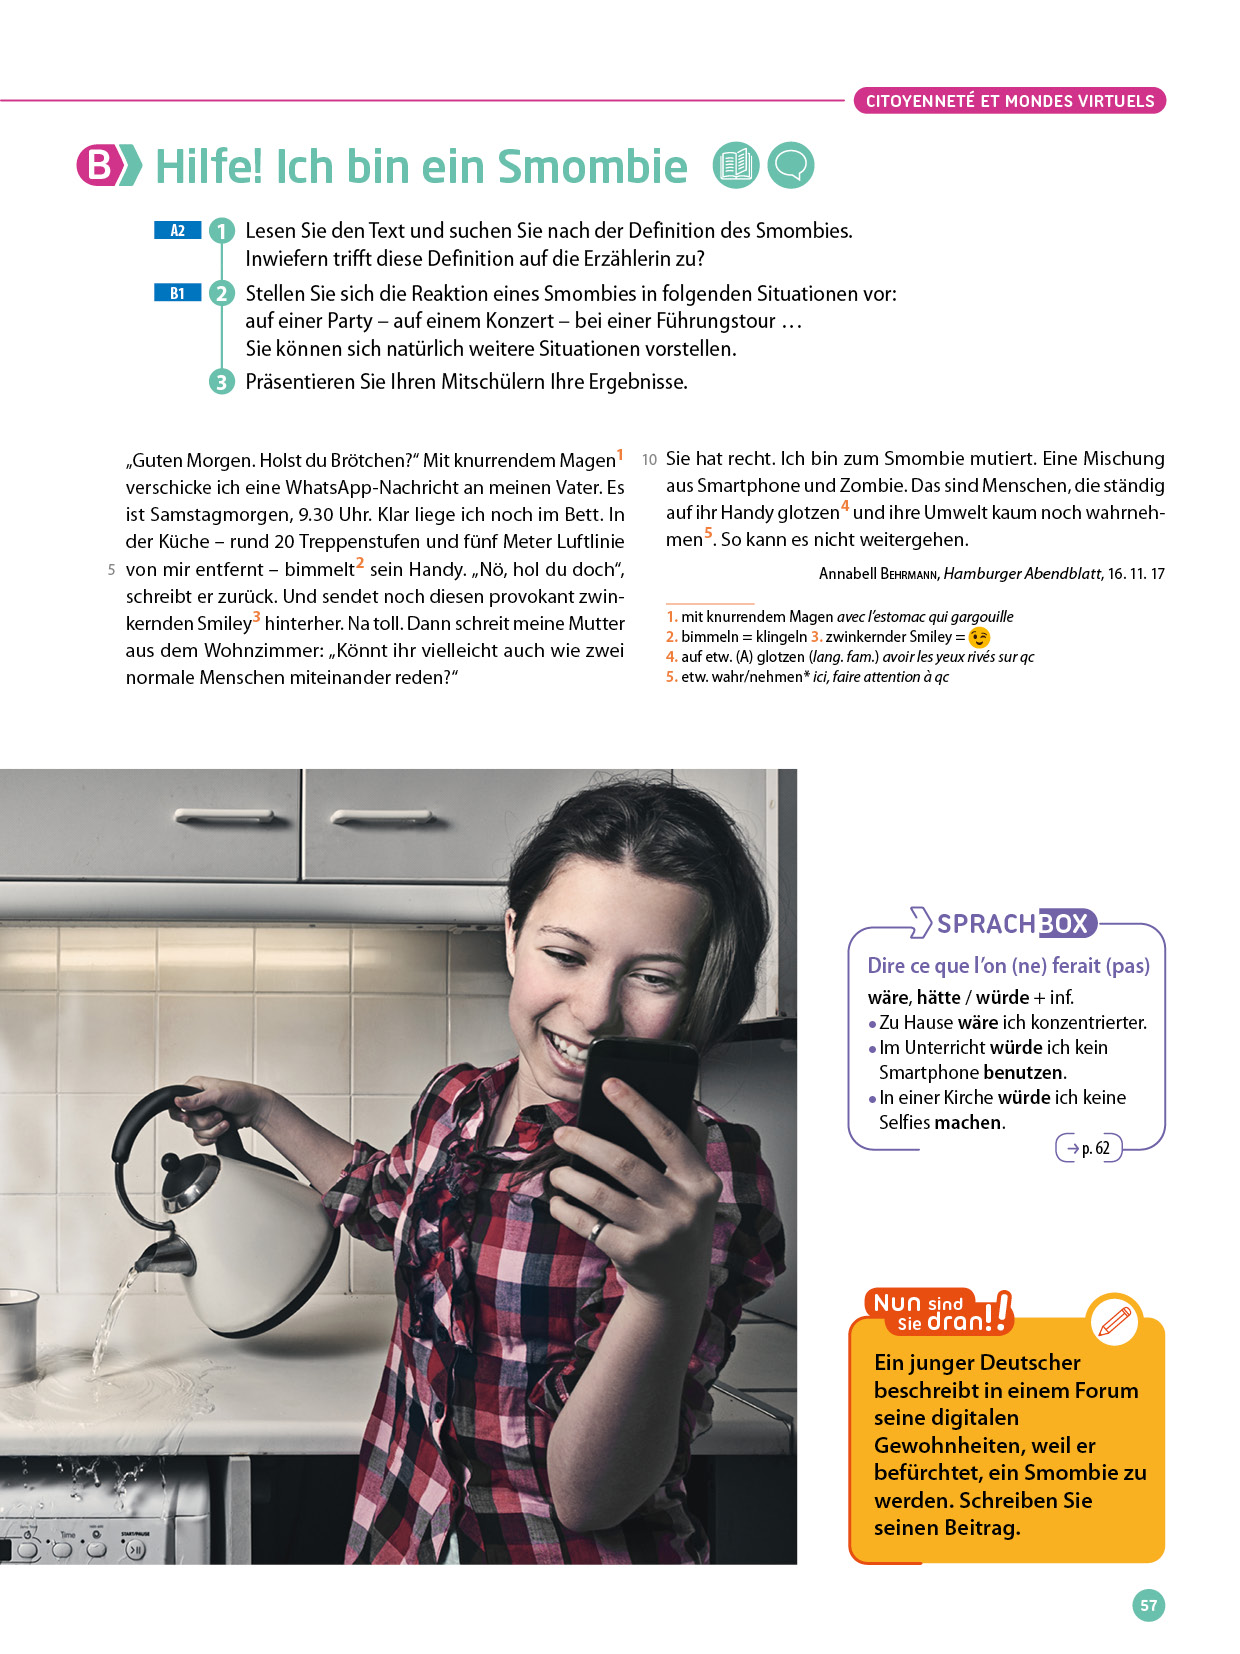 CITOYENNETÉ ET MONDES VIRTUELS
B Hilfe! Ich bin ein Smombie
A2 1 Lesen Sie den Text und suchen Sie nach der Definition des Smombies.
Inwiefern trifft diese Definition auf die Erzählerin zu?
B1 2 Stellen Sie sich die Reaktion eines Smombies in folgenden Situationen vor:
auf einer Party – auf einem Konzert – bei einer Führungstour …
Sie können sich natürlich weitere Situationen vorstellen.
3 Präsentieren Sie Ihren Mitschülern Ihre Ergebnisse.
„Guten Morgen. Holst du Brötchen?“ Mit knurrendem Magen1
verschicke ich eine WhatsApp-Nachricht an meinen Vater. Es
ist Samstagmorgen, 9.30 Uhr. Klar liege ich noch im Bett. In
der Küche – rund 20 Treppenstufen und fünf Meter Luftlinie
5 von mir entfernt – bimmelt2 sein Handy. „Nö, hol du doch“,
schreibt er zurück. Und sendet noch diesen provokant zwin-
kernden Smiley3 hinterher. Na toll. Dann schreit meine Mutter
aus dem Wohnzimmer: „Könnt ihr vielleicht auch wie zwei
normale Menschen miteinander reden?“
10 Sie hat recht. Ich bin zum Smombie mutiert. Eine Mischung
aus Smartphone und Zombie. Das sind Menschen, die ständig
auf ihr Handy glotzen4 und ihre Umwelt kaum noch wahrneh-
men5. So kann es nicht weitergehen.
Annabell BEHRMANN, Hamburger Abendblatt, 16. 11. 17
1. mit knurrendem Magen avec l’estomac qui gargouille
2. bimmeln = klingeln 3. zwinkernder Smiley = 😉
4. auf etw. (A) glotzen (lang. fam.) avoir les yeux rivés sur qc
5. etw. wahr/nehmen* ici, faire attention à qc
SPRACHBOX
Dire ce que l’on (ne) ferait (pas)
wäre, hätte / würde + inf.
• Zu Hause wäre ich konzentrierter.
• Im Unterricht würde ich kein
Smartphone benutzen.
• In einer Kirche würde ich keine
Selfies machen.
→ p. 62
Nun sind
Sie dran!!
Ein junger Deutscher
beschreibt in einem Forum
seine digitalen
Gewohnheiten, weil er
befürchtet, ein Smombie zu
werden. Schreiben Sie
seinen Beitrag.
Time
START/PAUSE
57